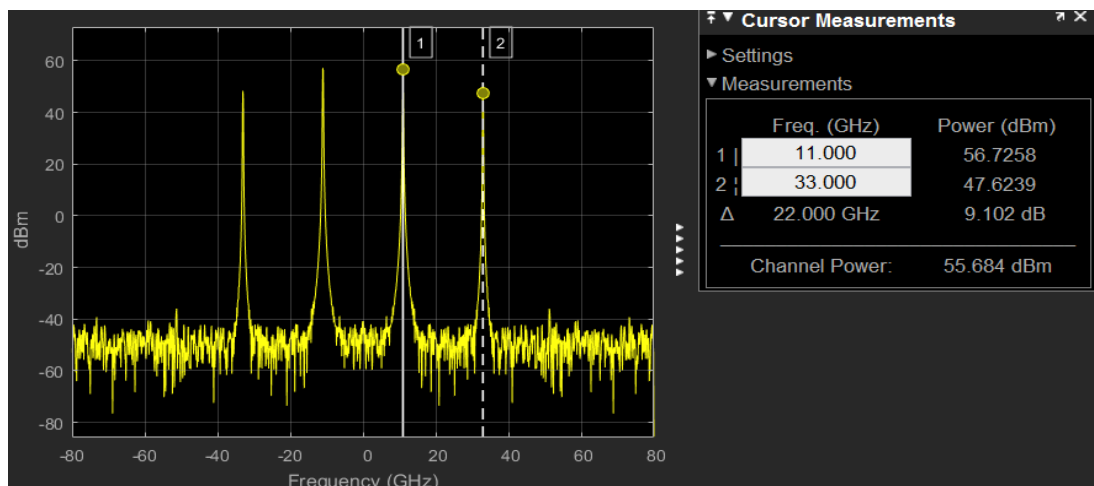 1
2
60
40
20
0
-20
-40
-60
-80
dBm
-80
-60
-40
-20
0
20
40
60
80
Frequency (GHz)
Cursor Measurements
Settings
Measurements
Freq. (GHz) Power (dBm)
1 | 11.000 56.7258
2 ¦ 33.000 47.6239
Δ 22.000 GHz 9.102 dB
Channel Power: 55.684 dBm